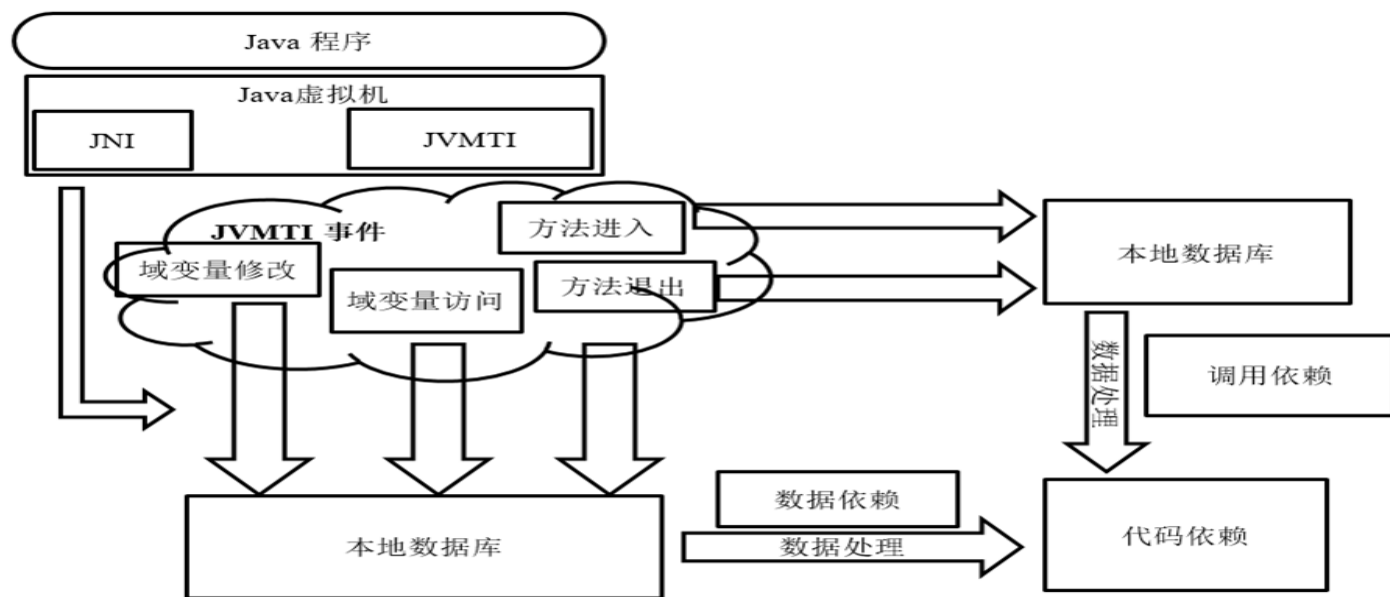 Java 程序
Java虚拟机
JNI
JVMTI
JVMTI 事件
方法进入
域变量修改
域变量访问
方法退出
本地数据库
数据处理
调用依赖
数据依赖
本地数据库
数据处理
代码依赖